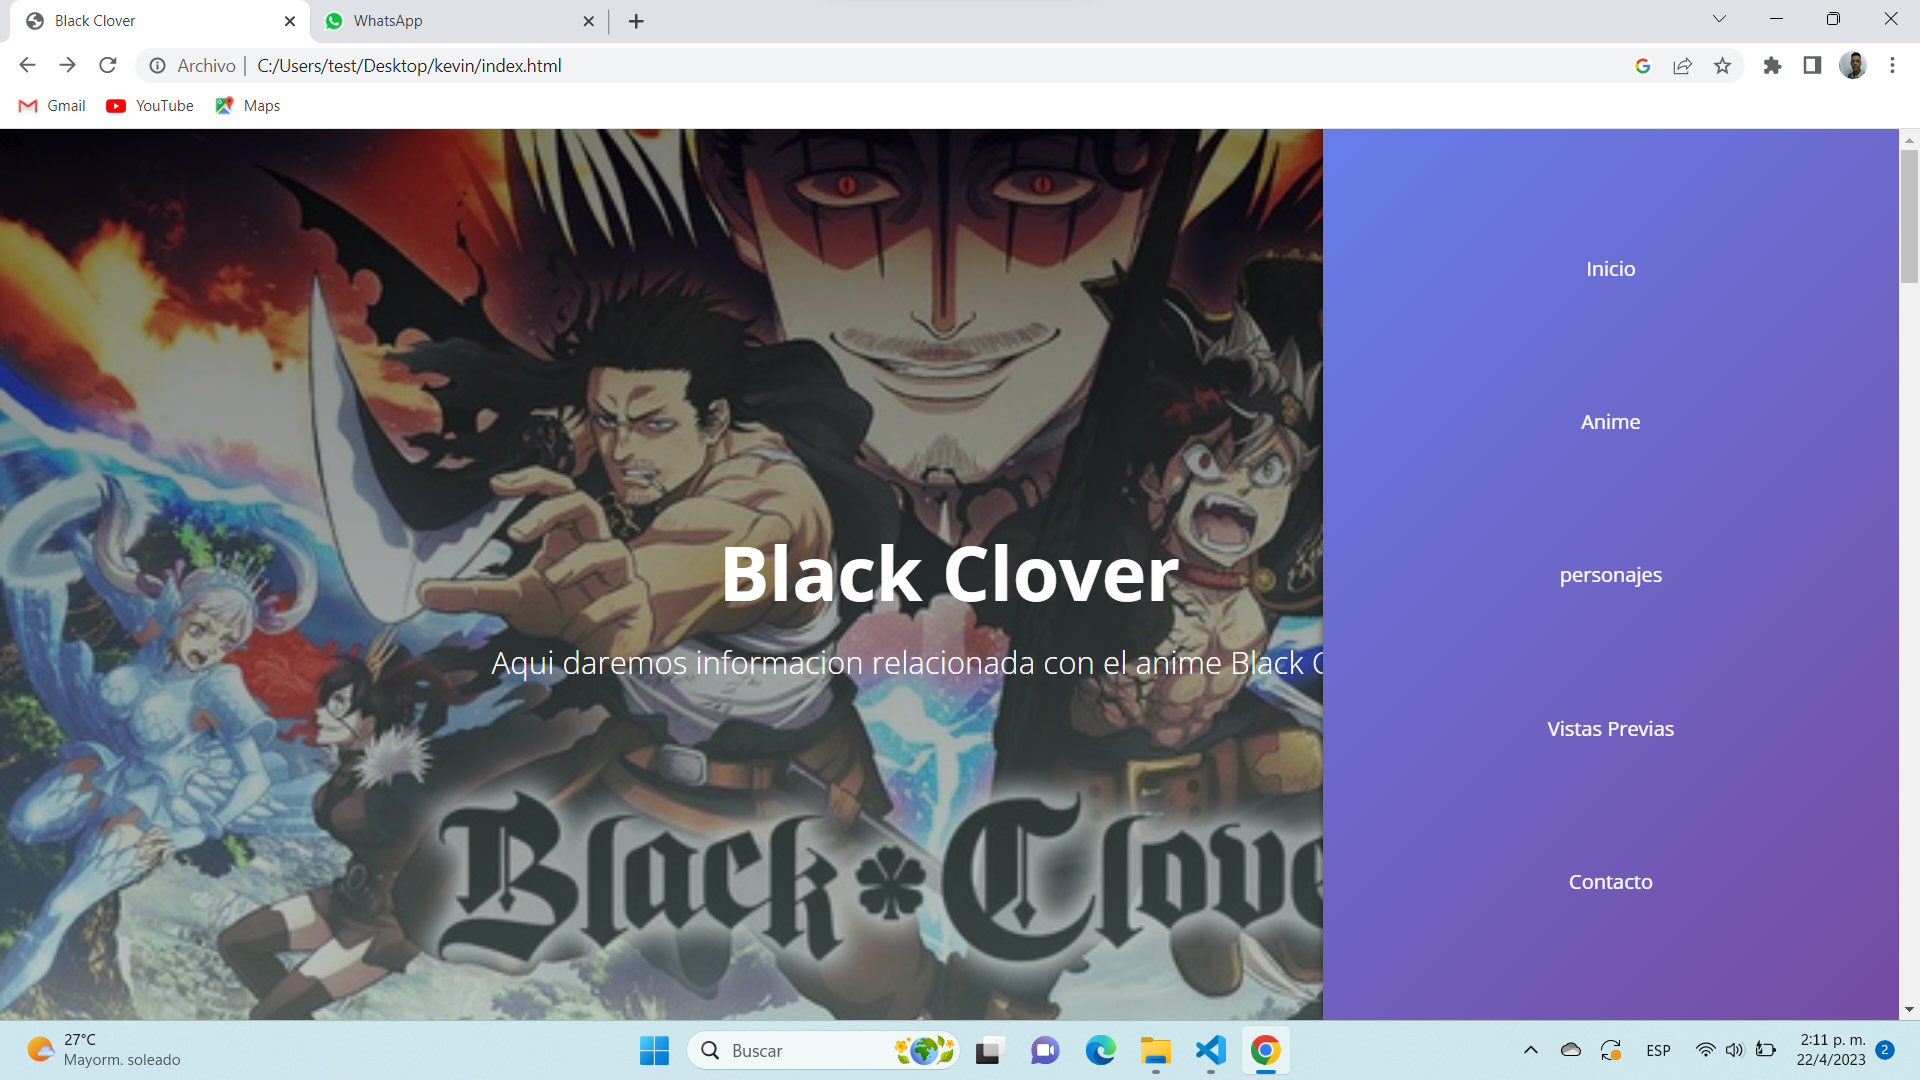 Black Clover
WhatsApp
Archivo
C:/Users/test/Desktop/kevin/index.html
Gmail
YouTube
Maps
Inicio
Anime
personajes
Vistas Previas
Contacto
Black Clover
Aqui daremos informacion relacionada con el anime Black C
Black Clove
27°C
Mayorm. soleado
Buscar
ESP
2:11 p. m.
22/4/2023
2